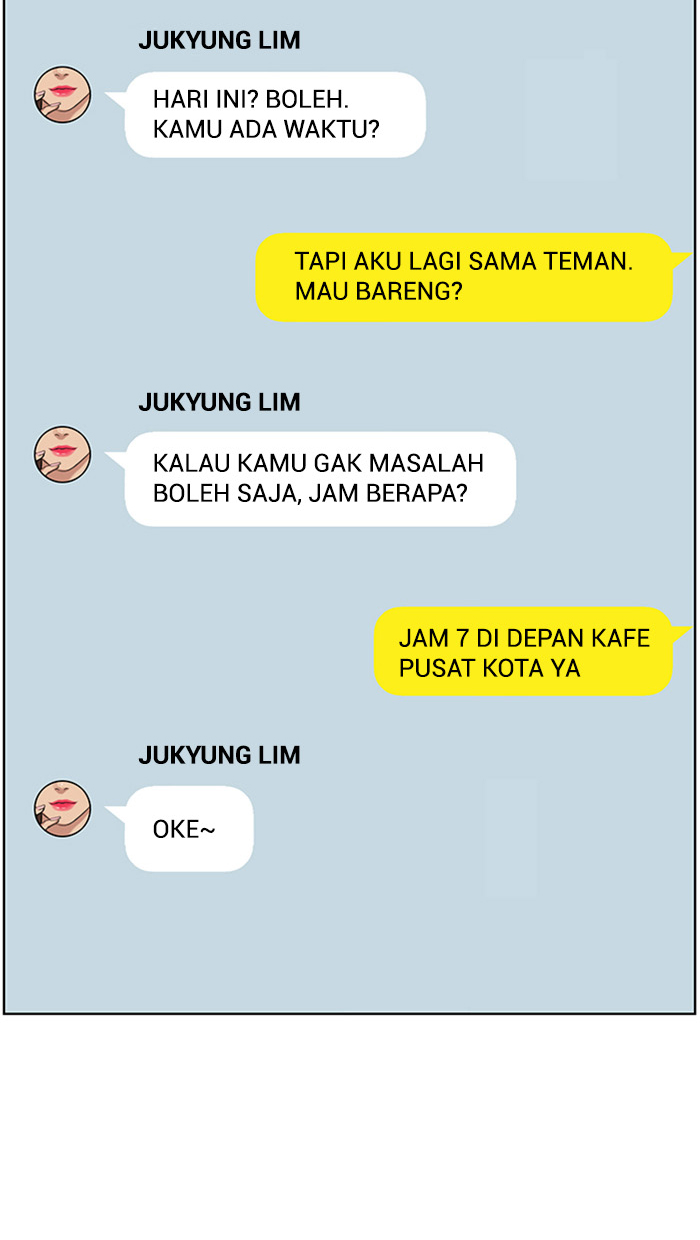 JUKYUNG LIM
HARI INI? BOLEH.
KAMU ADA WAKTU?
TAPI AKU LAGI SAMA TEMAN.
MAU BARENG?
JUKYUNG LIM
KALAU KAMU GAK MASALAH
BOLEH SAJA, JAM BERAPA?
JAM 7 DI DEPAN KAFE
PUSAT KOTA YA
JUKYUNG LIM
OKE~